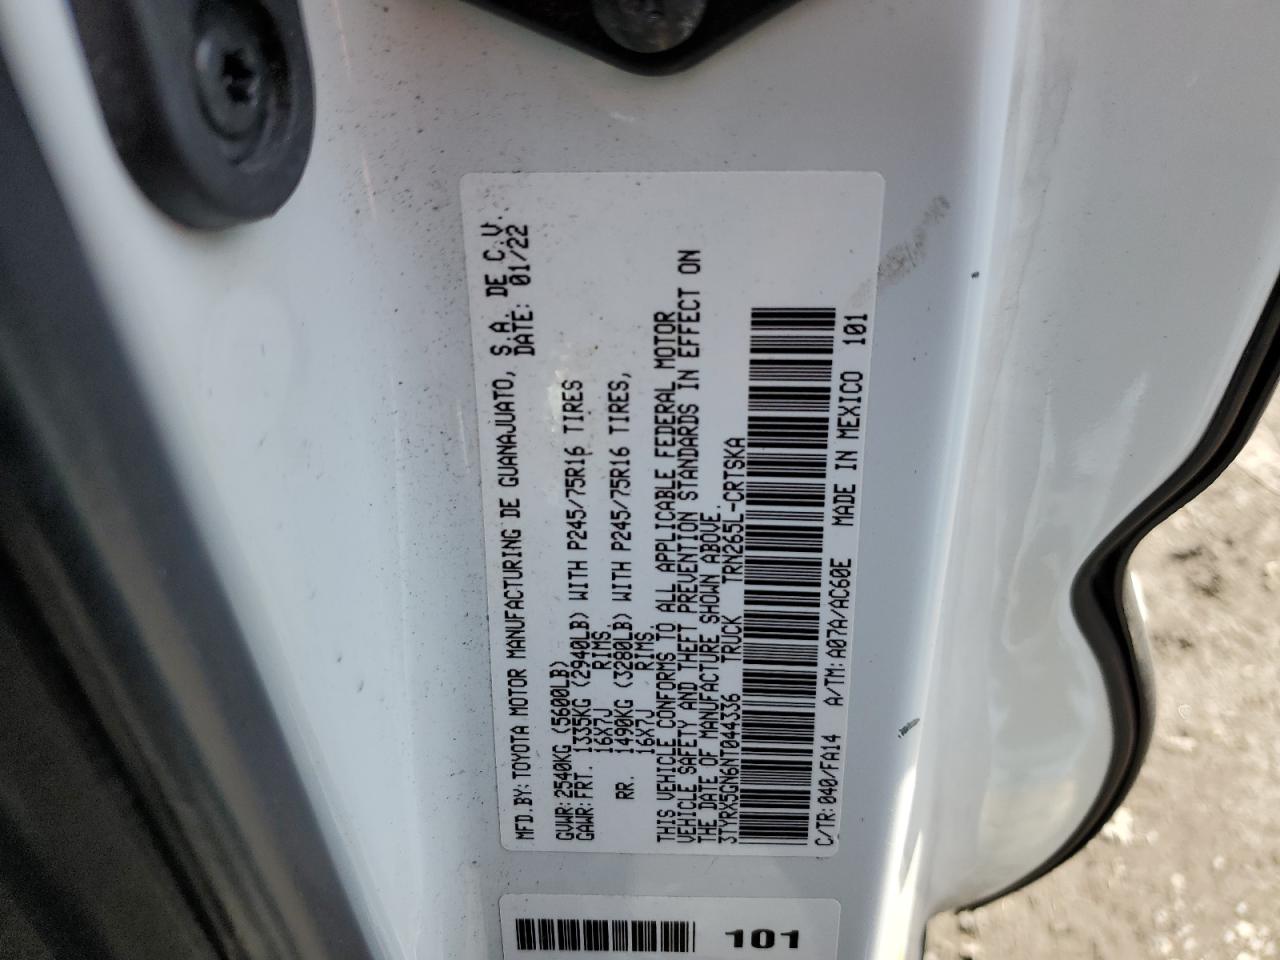 MFD.BY: TOYOTA MOTOR MANUFACTURING DE GUANAJUATO, S.A. DE C.V.
DATE: 01/22
GVWR: 2540KG (5600LB)
GAWR: FRT. 1335KG (2940LB) WITH P245/75R16 TIRES
16X7J RIMS,
RR. 1490KG (3280LB) WITH P245/75R16 TIRES,
16X7J RIMS.
THIS VEHICLE CONFORMS TO ALL APPLICABLE FEDERAL MOTOR
VEHICLE SAFETY AND THEFT PREVENTION STANDARDS IN EFFECT ON
THE DATE OF MANUFACTURE SHOWN ABOVE.
3TYRX5GN6NT044336 TRUCK TRN265L-CRTSKA
C/TR: 040/FA14 A/TM: A07A/AC60E MADE IN MEXICO 101
101